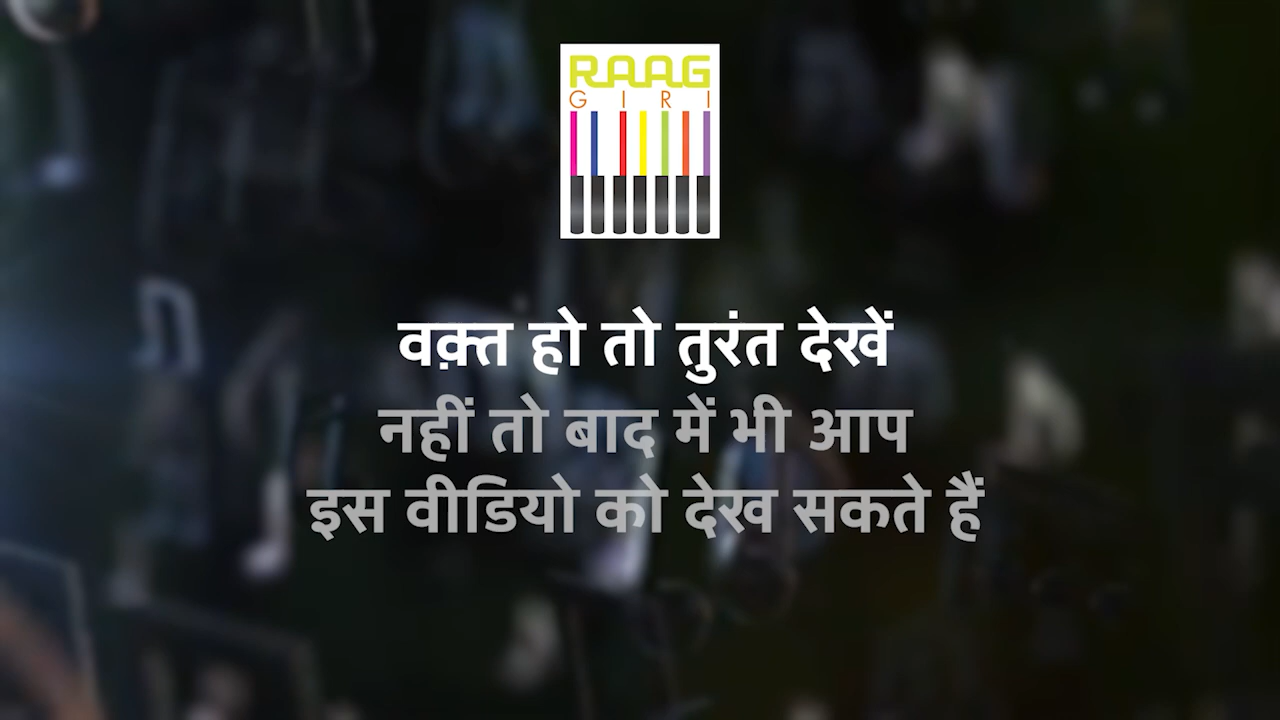 RAAG
GIRI
वक़्त हो तो तुरंत देखें
नहीं तो बाद में भी आप
इस वीडियो को देख सकते हैं